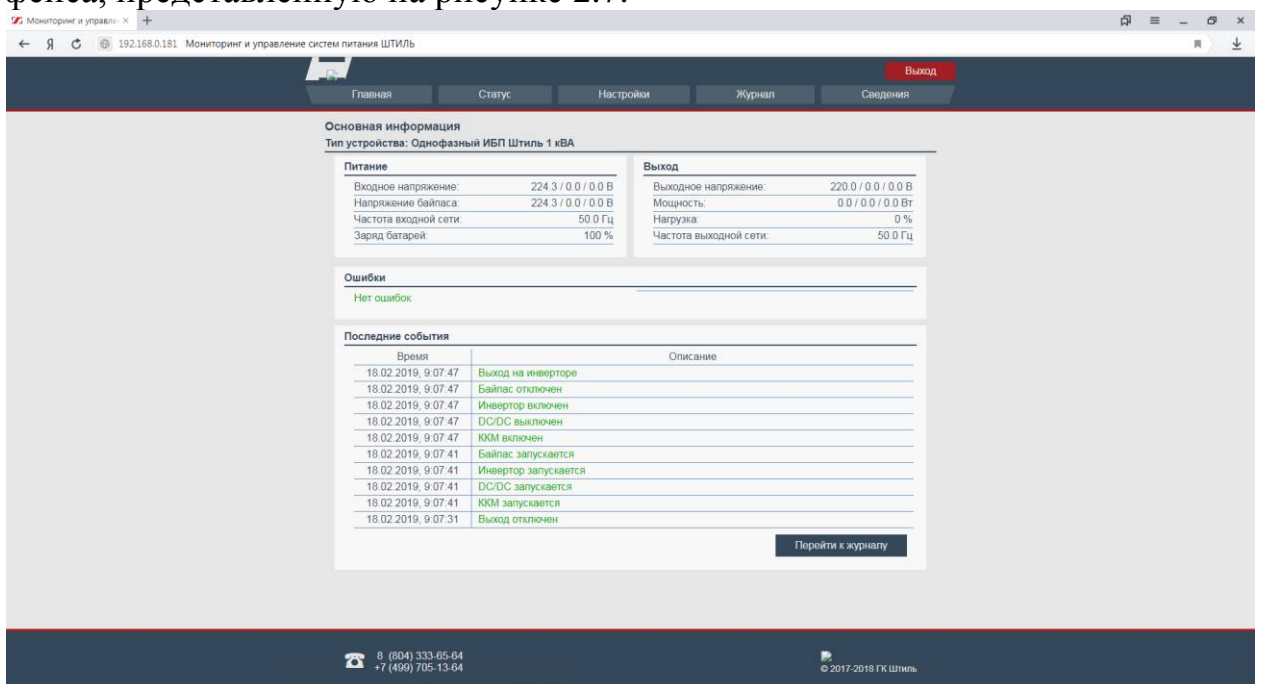 фейса, представленную на рисунке 2.7.
Мониторинг и управле
192.168.0.181 Мониторинг и управление систем питания ШТИЛЬ
Выход
Главная Статус Настройки Журнал Сведения
Основная информация
Тип устройства: Однофазный ИБП Штиль 1 кВА
Питание
Входное напряжение: 224.3 / 0.0 / 0.0 В
Напряжение байпаса: 224.3 / 0.0 / 0.0 В
Частота входной сети: 50.0 Гц
Заряд батарей: 100 %
Выход
Выходное напряжение: 220.0 / 0.0 / 0.0 В
Мощность: 0.0 / 0.0 / 0.0 Вт
Нагрузка: 0 %
Частота выходной сети: 50.0 Гц
Ошибки
Нет ошибок
Последние события
Время Описание
18.02.2019, 9:07:47 Выход на инверторе
18.02.2019, 9:07:47 Байпас отключен
18.02.2019, 9:07:47 Инвертор включен
18.02.2019, 9:07:47 DC/DC выключен
18.02.2019, 9:07:47 ККМ включен
18.02.2019, 9:07:41 Байпас запускается
18.02.2019, 9:07:41 Инвертор запускается
18.02.2019, 9:07:41 DC/DC запускается
18.02.2019, 9:07:41 ККМ запускается
18.02.2019, 9:07:31 Выход отключен
Перейти к журналу
8 (804) 333-65-64
+7 (499) 705-13-64
© 2017-2018 ГК Штиль